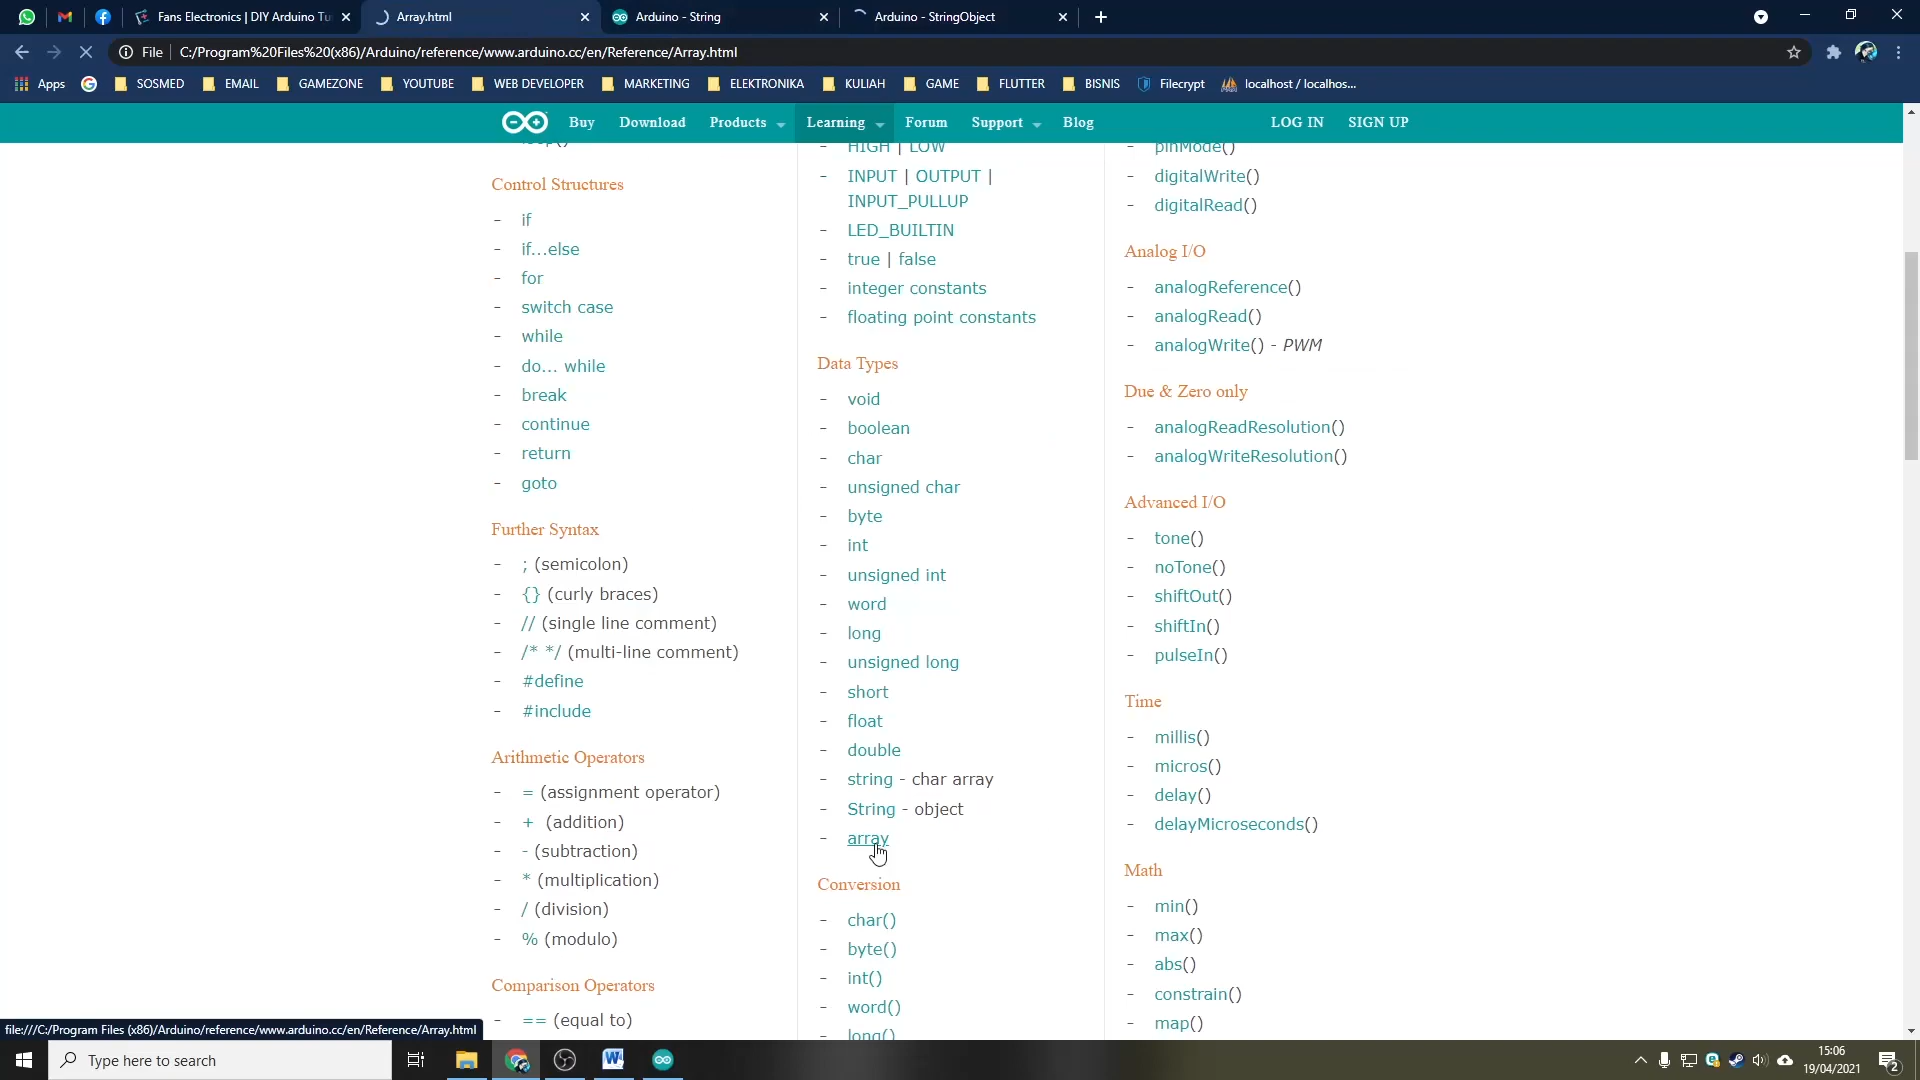 Fans Electronics | DIY Arduino Tu
Array.html
Arduino - String
Arduino - StringObject
File
C:/Program%20Files%20(x86)/Arduino/reference/www.arduino.cc/en/Reference/Array.html
Apps
SOSMED
EMAIL
GAMEZONE
YOUTUBE
WEB DEVELOPER
MARKETING
ELEKTRONIKA
KULIAH
GAME
FLUTTER
BISNIS
Filecrypt
localhost / localhos...
Buy
Download
Products
Learning
Forum
Support
Blog
LOG IN
SIGN UP
loop()
Control Structures
- if
- if...else
- for
- switch case
- while
- do... while
- break
- continue
- return
- goto
Further Syntax
- ; (semicolon)
- {} (curly braces)
- // (single line comment)
- /* */ (multi-line comment)
- #define
- #include
Arithmetic Operators
- = (assignment operator)
- + (addition)
- - (subtraction)
- * (multiplication)
- / (division)
- % (modulo)
Comparison Operators
- == (equal to)
- HIGH | LOW
- INPUT | OUTPUT |
INPUT_PULLUP
- LED_BUILTIN
- true | false
- integer constants
- floating point constants
Data Types
- void
- boolean
- char
- unsigned char
- byte
- int
- unsigned int
- word
- long
- unsigned long
- short
- float
- double
- string - char array
- String - object
- array
Conversion
- char()
- byte()
- int()
- word()
- long()
- pinMode()
- digitalWrite()
- digitalRead()
Analog I/O
- analogReference()
- analogRead()
- analogWrite() - PWM
Due & Zero only
- analogReadResolution()
- analogWriteResolution()
Advanced I/O
- tone()
- noTone()
- shiftOut()
- shiftIn()
- pulseIn()
Time
- millis()
- micros()
- delay()
- delayMicroseconds()
Math
- min()
- max()
- abs()
- constrain()
- map()
file:///C:/Program Files (x86)/Arduino/reference/www.arduino.cc/en/Reference/Array.html
Type here to search
15:06
19/04/2021
2